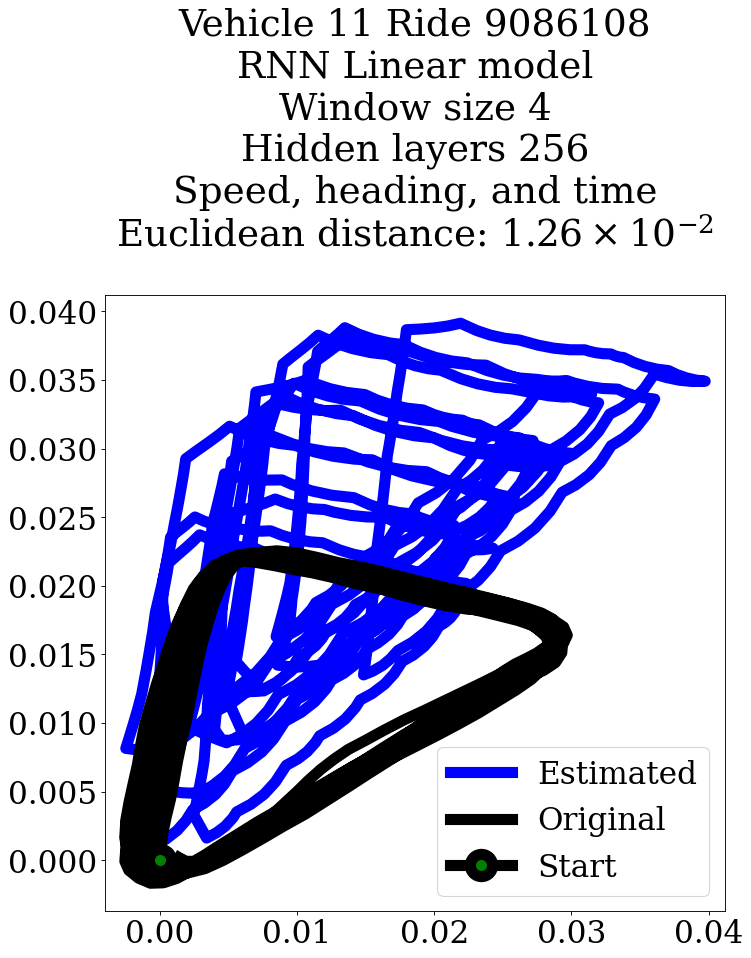 Vehicle 11 Ride 9086108
RNN Linear model
Window size 4
Hidden layers 256
Speed, heading, and time
Euclidean distance: 1.26 × 10⁻²
0.040
0.035
0.030
0.025
0.020
0.015
0.010
0.005
0.000
Estimated
Original
Start
0.00 0.01 0.02 0.03 0.04